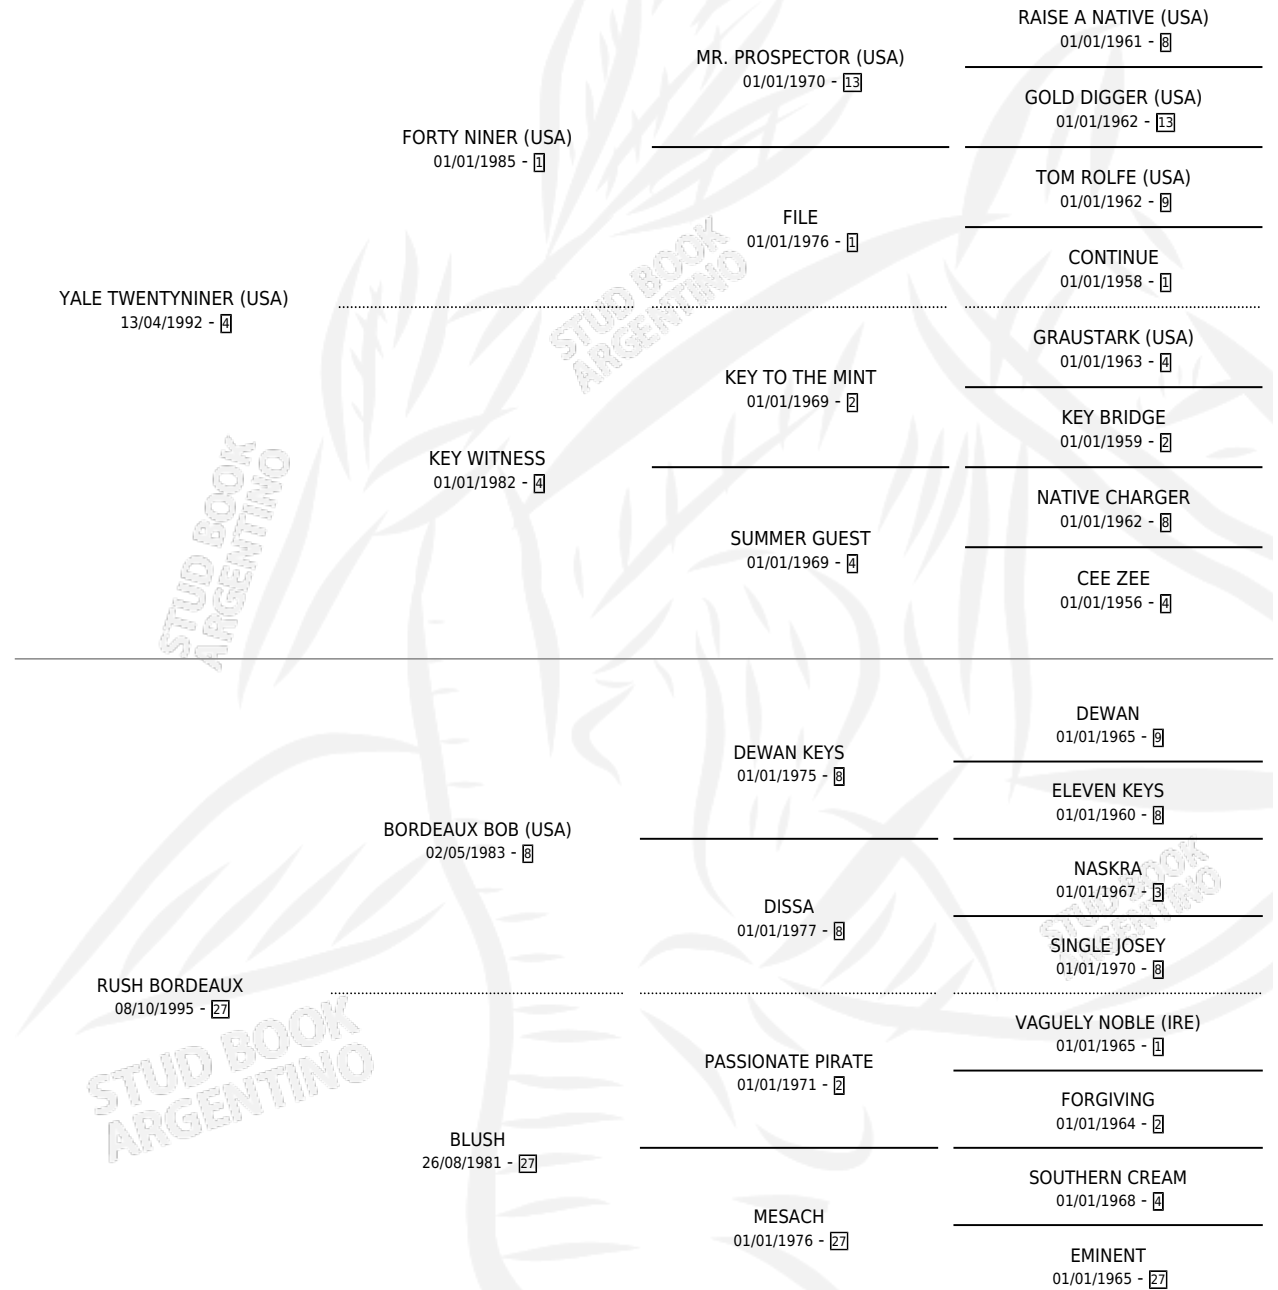 RAISE A NATIVE (USA)
01/01/1961 - 8
MR. PROSPECTOR (USA)
01/01/1970 - 13
GOLD DIGGER (USA)
01/01/1962 - 13
FORTY NINER (USA)
01/01/1985 - 1
TOM ROLFE (USA)
01/01/1962 - 9
FILE
01/01/1976 - 1
CONTINUE
01/01/1958 - 1
YALE TWENTYNINER (USA)
13/04/1992 - 4
GRAUSTARK (USA)
01/01/1963 - 4
KEY TO THE MINT
01/01/1969 - 2
KEY BRIDGE
01/01/1959 - 2
KEY WITNESS
01/01/1982 - 4
NATIVE CHARGER
01/01/1962 - 8
SUMMER GUEST
01/01/1969 - 4
CEE ZEE
01/01/1956 - 4
DEWAN
01/01/1965 - 9
DEWAN KEYS
01/01/1975 - 8
ELEVEN KEYS
01/01/1960 - 8
BORDEAUX BOB (USA)
02/05/1983 - 8
NASKRA
01/01/1967 - 3
DISSA
01/01/1977 - 8
SINGLE JOSEY
01/01/1970 - 8
RUSH BORDEAUX
08/10/1995 - 27
VAGUELY NOBLE (IRE)
01/01/1965 - 1
PASSIONATE PIRATE
01/01/1971 - 2
FORGIVING
01/01/1964 - 2
BLUSH
26/08/1981 - 27
SOUTHERN CREAM
01/01/1968 - 4
MESACH
01/01/1976 - 27
EMINENT
01/01/1965 - 27
STUD BOOK
ARGENTINO
STUD BOOK
ARGENTINO
STUD BOOK
ARGENTINO
STUD BOOK
ARGENTINO